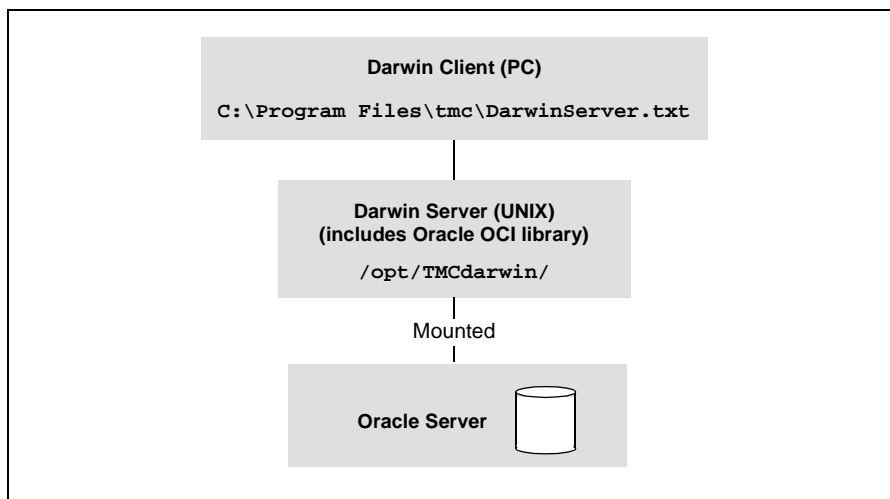 Darwin Client (PC)
C:\Program Files\tmc\DarwinServer.txt
Darwin Server (UNIX)
(includes Oracle OCI library)
/opt/TMCdarwin/
Mounted
Oracle Server